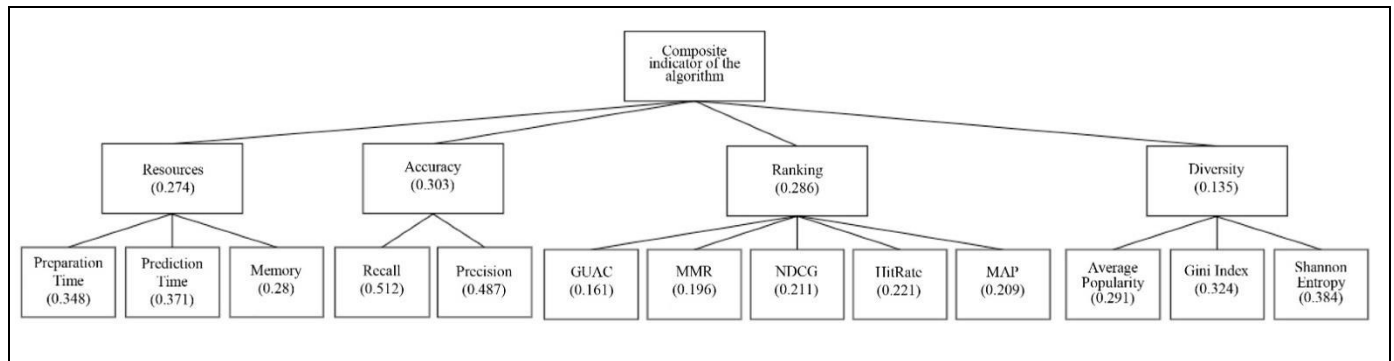 Composite
indicator of the
algorithm
Resources
(0.274)
Accuracy
(0.303)
Ranking
(0.286)
Diversity
(0.135)
Preparation
Time
(0.348)
Prediction
Time
(0.371)
Memory
(0.28)
Recall
(0.512)
Precision
(0.487)
GUAC
(0.161)
MMR
(0.196)
NDCG
(0.211)
HitRate
(0.221)
MAP
(0.209)
Average
Popularity
(0.291)
Gini Index
(0.324)
Shannon
Entropy
(0.384)